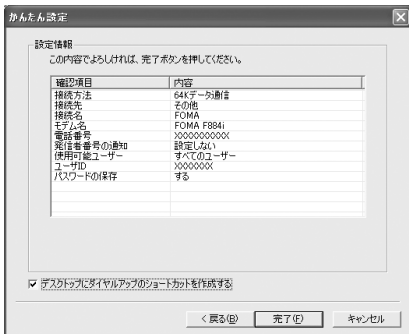 かんたん設定
設定情報
この内容でよろしければ、完了ボタンを押してください。
確認項目 内容
接続方法 64Kデータ通信
接続先 その他
接続名 FOMA
モデム名 FOMA F884i
電話番号 XXXXXXXXXX
発信者番号の通知 設定しない
使用可能ユーザー すべてのユーザー
ユーザID XXXXXXX
パスワードの保存 する
デスクトップにダイヤルアップのショートカットを作成する
< 戻る(B) 完了(F) キャンセル